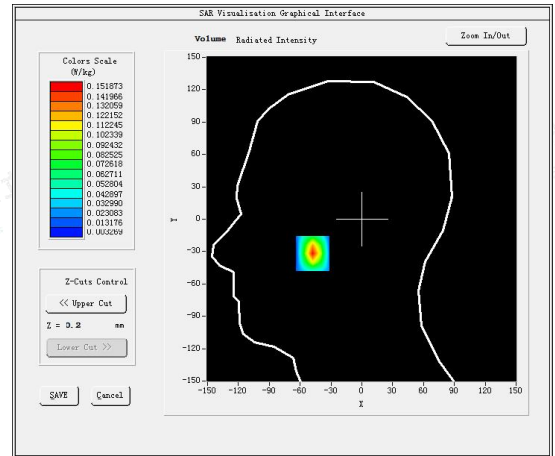 SAR Visualisation Graphical Interface
Volume Radiated Intensity
Zoom In/Out
Colors Scale
(W/kg)
0.151873
0.141966
0.132059
0.122152
0.112245
0.102339
0.092432
0.082525
0.072618
0.062711
0.052804
0.042897
0.032990
0.023083
0.013176
0.003269
Z-Cuts Control
<< Upper Cut
Z = 0.2 mm
Lower Cut >>
SAVE Cancel
150
120
90
60
30
0
-30
-60
-90
-120
-150
Y
-150 -120 -90 -60 -30 0 30 60 90 120 150
X